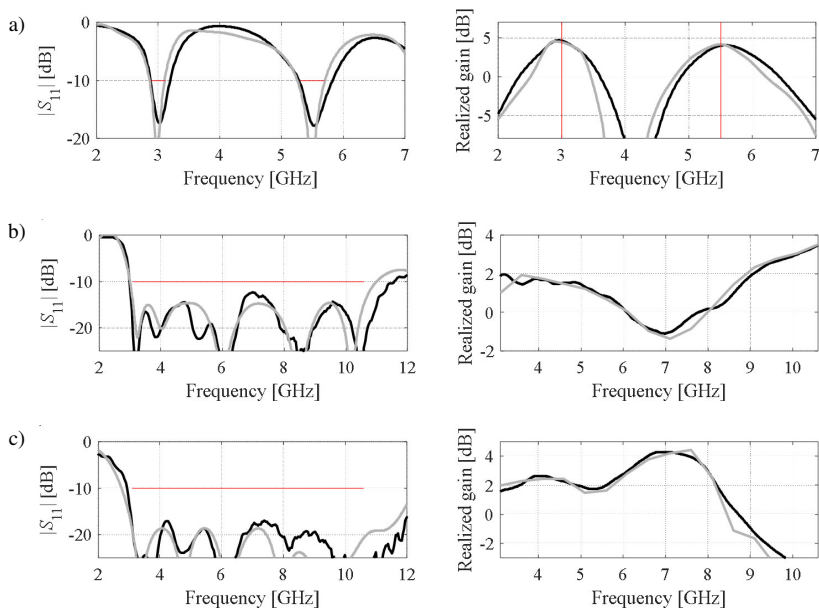 a)
|S11| [dB]
0
-10
-20
2 3 4 5 6 7
Frequency [GHz]
Realized gain [dB]
5
0
-5
2 3 4 5 6 7
Frequency [GHz]
b)
|S11| [dB]
0
-10
-20
2 4 6 8 10 12
Frequency [GHz]
Realized gain [dB]
4
2
0
-2
4 5 6 7 8 9 10
Frequency [GHz]
c)
|S11| [dB]
0
-10
-20
2 4 6 8 10 12
Frequency [GHz]
Realized gain [dB]
4
2
0
-2
4 5 6 7 8 9 10
Frequency [GHz]